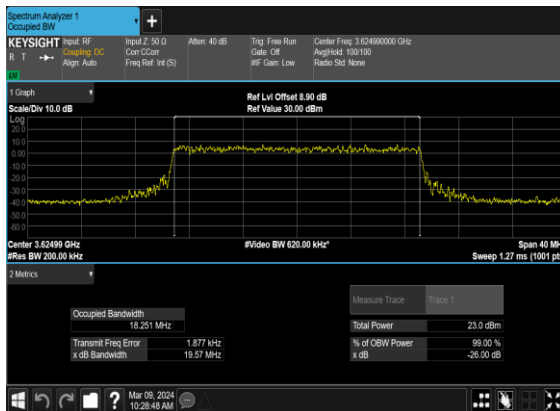 Spectrum Analyzer 1
Occupied BW
+
KEYSIGHT
R T
Input: RF
Coupling: DC
Align: Auto
Input Z: 50 Ω
Corr CCorr
Freq Ref: Int (S)
Atten: 40 dB
Trig: Free Run
Gate: Off
#IF Gain: Low
Center Freq: 3.624990000 GHz
Avg|Hold: 100/100
Radio Std: None
1 Graph
Scale/Div 10.0 dB
Ref Lvl Offset 8.90 dB
Ref Value 30.00 dBm
Log
20.0
10.0
0.00
-10.0
-20.0
-30.0
-40.0
-50.0
-60.0
Center 3.62499 GHz
#Res BW 200.00 kHz
#Video BW 620.00 kHz*
Span 40 MH
Sweep 1.27 ms (1001 pts
2 Metrics
Occupied Bandwidth
18.251 MHz
Transmit Freq Error 1.877 kHz
x dB Bandwidth 19.57 MHz
Measure Trace Trace 1
Total Power 23.0 dBm
% of OBW Power 99.00 %
x dB -26.00 dB
?
Mar 09, 2024
10:28:48 AM